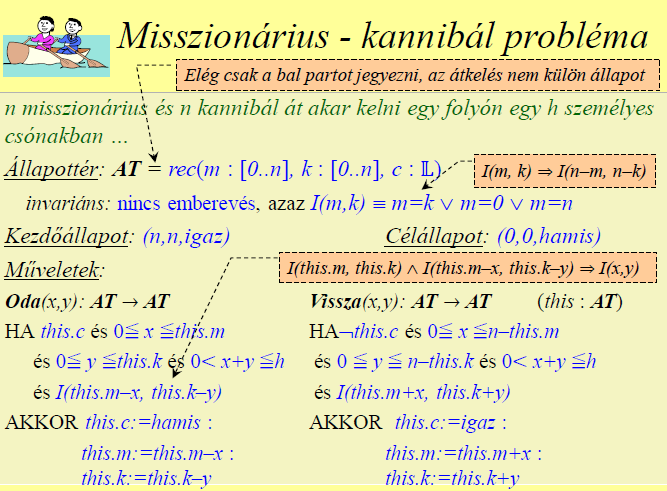 Misszionárius - kannibál probléma
Elég csak a bal partot jegyezni, az átkelés nem külön állapot
n misszionárius és n kannibál át akar kelni egy folyón egy h személyes
csónakban ...
Állapottér: AT = rec(m : [0..n], k : [0..n], c : 𝕃)
I(m, k) ⇒ I(n–m, n–k)
invariáns: nincs emberevés, azaz I(m,k) ≡ m=k ∨ m=0 ∨ m=n
Kezdőállapot: (n,n,igaz)
Célállapot: (0,0,hamis)
I(this.m, this.k) ∧ I(this.m–x, this.k–y) ⇒ I(x,y)
Műveletek:
Oda(x,y): AT → AT
HA this.c és 0≦ x ≦this.m
és 0≦ y ≦this.k és 0< x+y ≦h
és I(this.m–x, this.k–y)
AKKOR this.c:=hamis :
this.m:=this.m–x :
this.k:=this.k–y
Vissza(x,y): AT → AT (this : AT)
HA¬this.c és 0≦ x ≦n–this.m
és 0 ≦ y ≦ n–this.k és 0< x+y ≦h
és I(this.m+x, this.k+y)
AKKOR this.c:=igaz :
this.m:=this.m+x :
this.k:=this.k+y